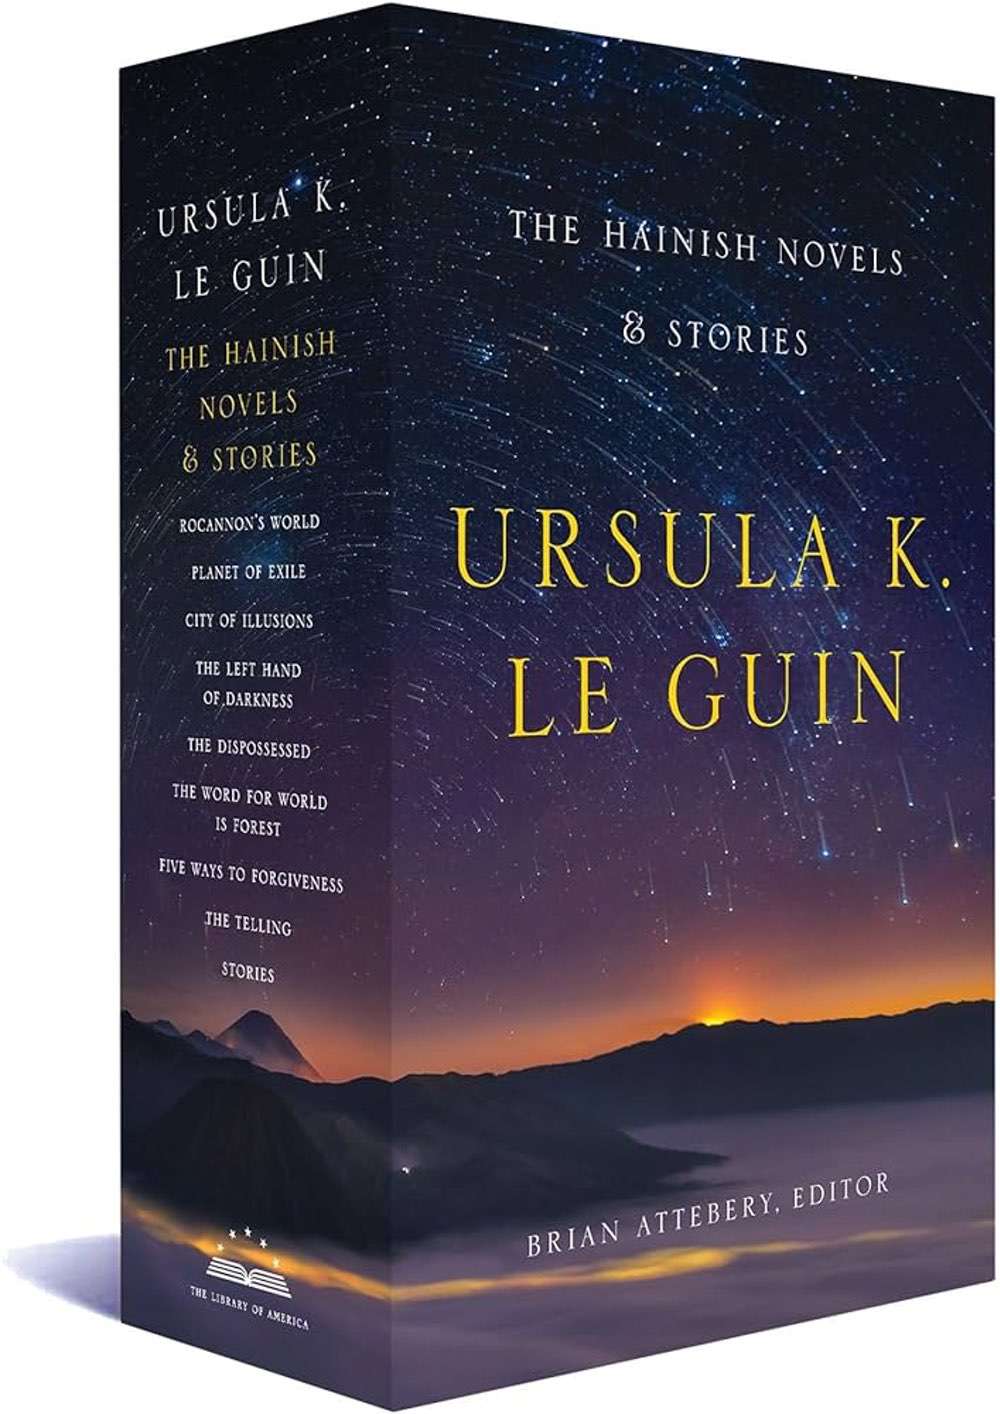 URSULA K.
LE GUIN
THE HAINISH
NOVELS
& STORIES
ROCANNON'S WORLD
PLANET OF EXILE
CITY OF ILLUSIONS
THE LEFT HAND
OF DARKNESS
THE DISPOSSESSED
THE WORD FOR WORLD
IS FOREST
FIVE WAYS TO FORGIVENESS
THE TELLING
STORIES
THE LIBRARY OF AMERICA
THE HAINISH NOVELS
& STORIES
URSULA K.
LE GUIN
BRIAN ATTEBERY, EDITOR